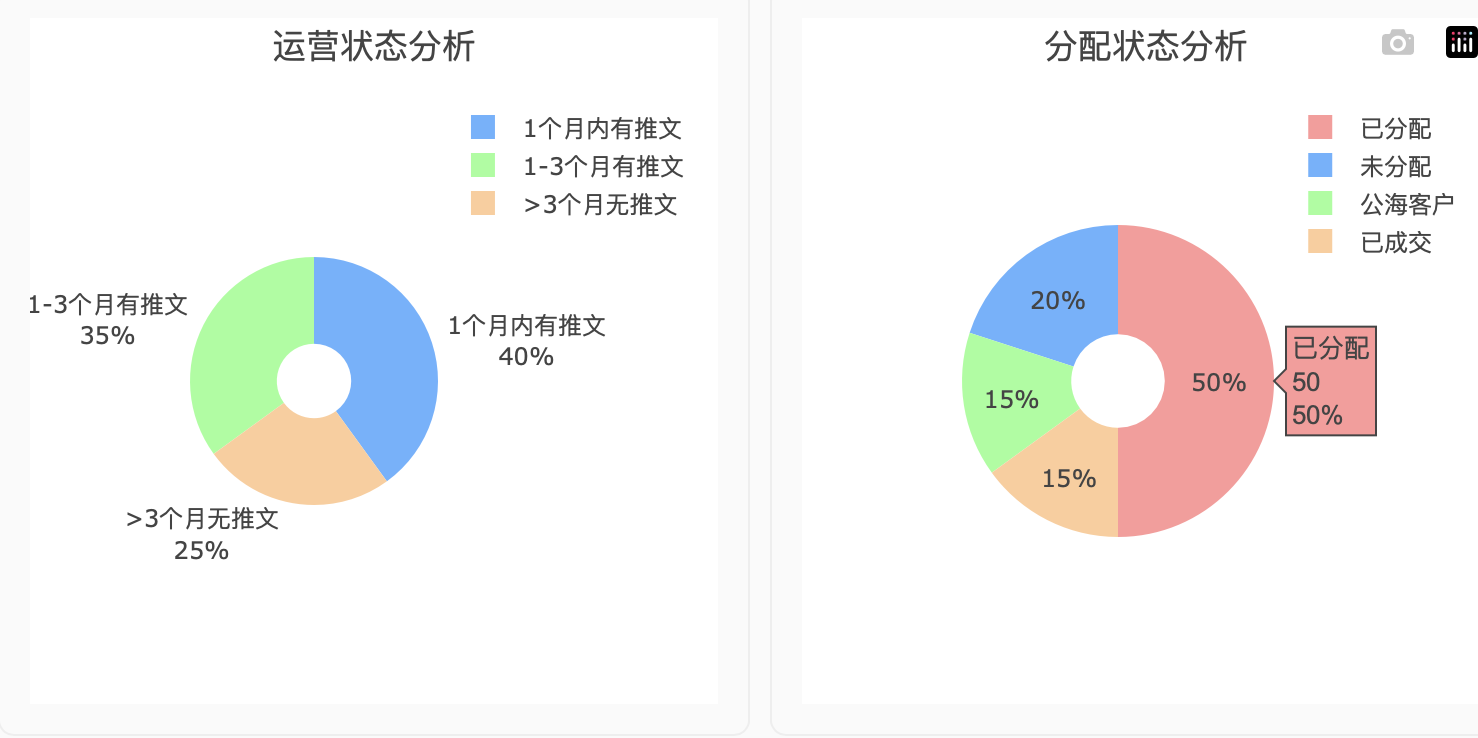 运营状态分析
1个月内有推文
1-3个月有推文
>3个月无推文
1-3个月有推文
35%
1个月内有推文
40%
>3个月无推文
25%
分配状态分析
已分配
未分配
公海客户
已成交
20%
50%
15%
15%
已分配
50
50%